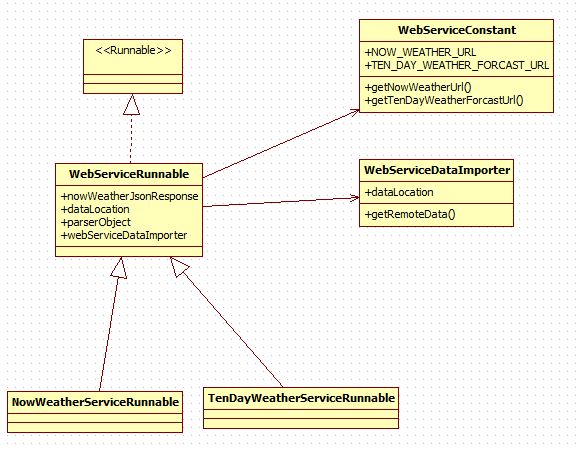 <<Runnable>>
WebServiceConstant
+NOW_WEATHER_URL
+TEN_DAY_WEATHER_FORCAST_URL
+getNowWeatherUrl()
+getTenDayWeatherForcastUrl()
WebServiceRunnable
+nowWeatherJsonResponse
+dataLocation
+parserObject
+webServiceDataImporter
WebServiceDataImporter
+dataLocation
+getRemoteData()
NowWeatherServiceRunnable
TenDayWeatherServiceRunnable